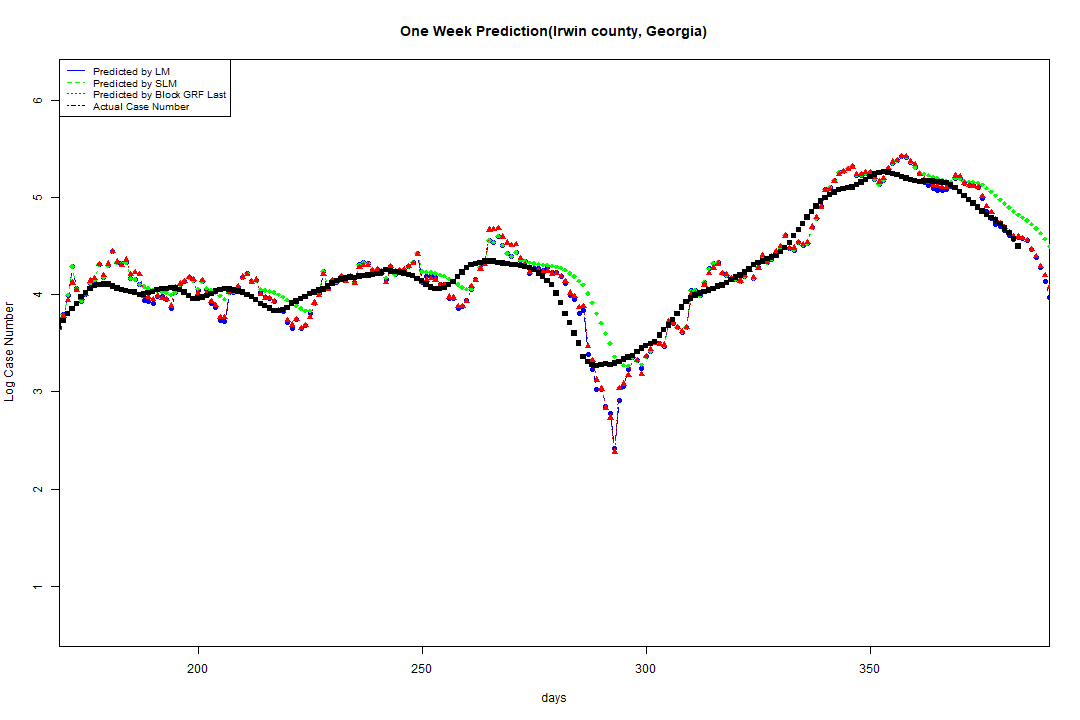 One Week Prediction(Irwin county, Georgia)
Predicted by LM
Predicted by SLM
Predicted by Block GRF Last
Actual Case Number
6
5
4
3
2
1
Log Case Number
200 250 300 350
days